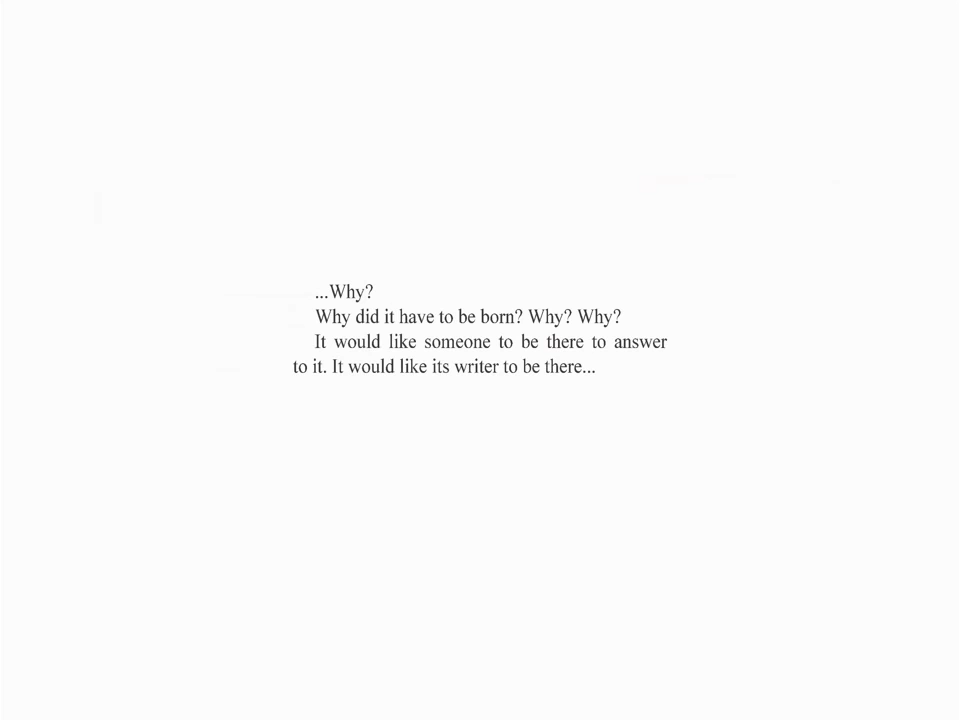 ...Why?
Why did it have to be born? Why? Why?
It would like someone to be there to answer
to it. It would like its writer to be there...